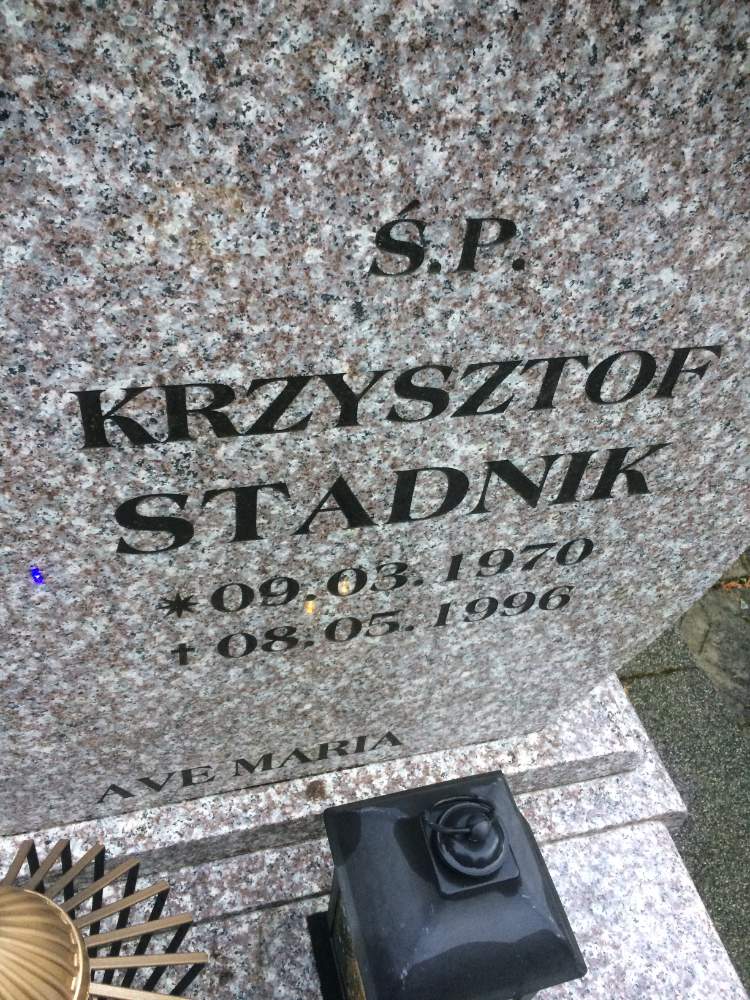 Ś.P.
KRZYSZTOF
STADNIK
*09.03.1970
†08.05.1996
AVE MARIA